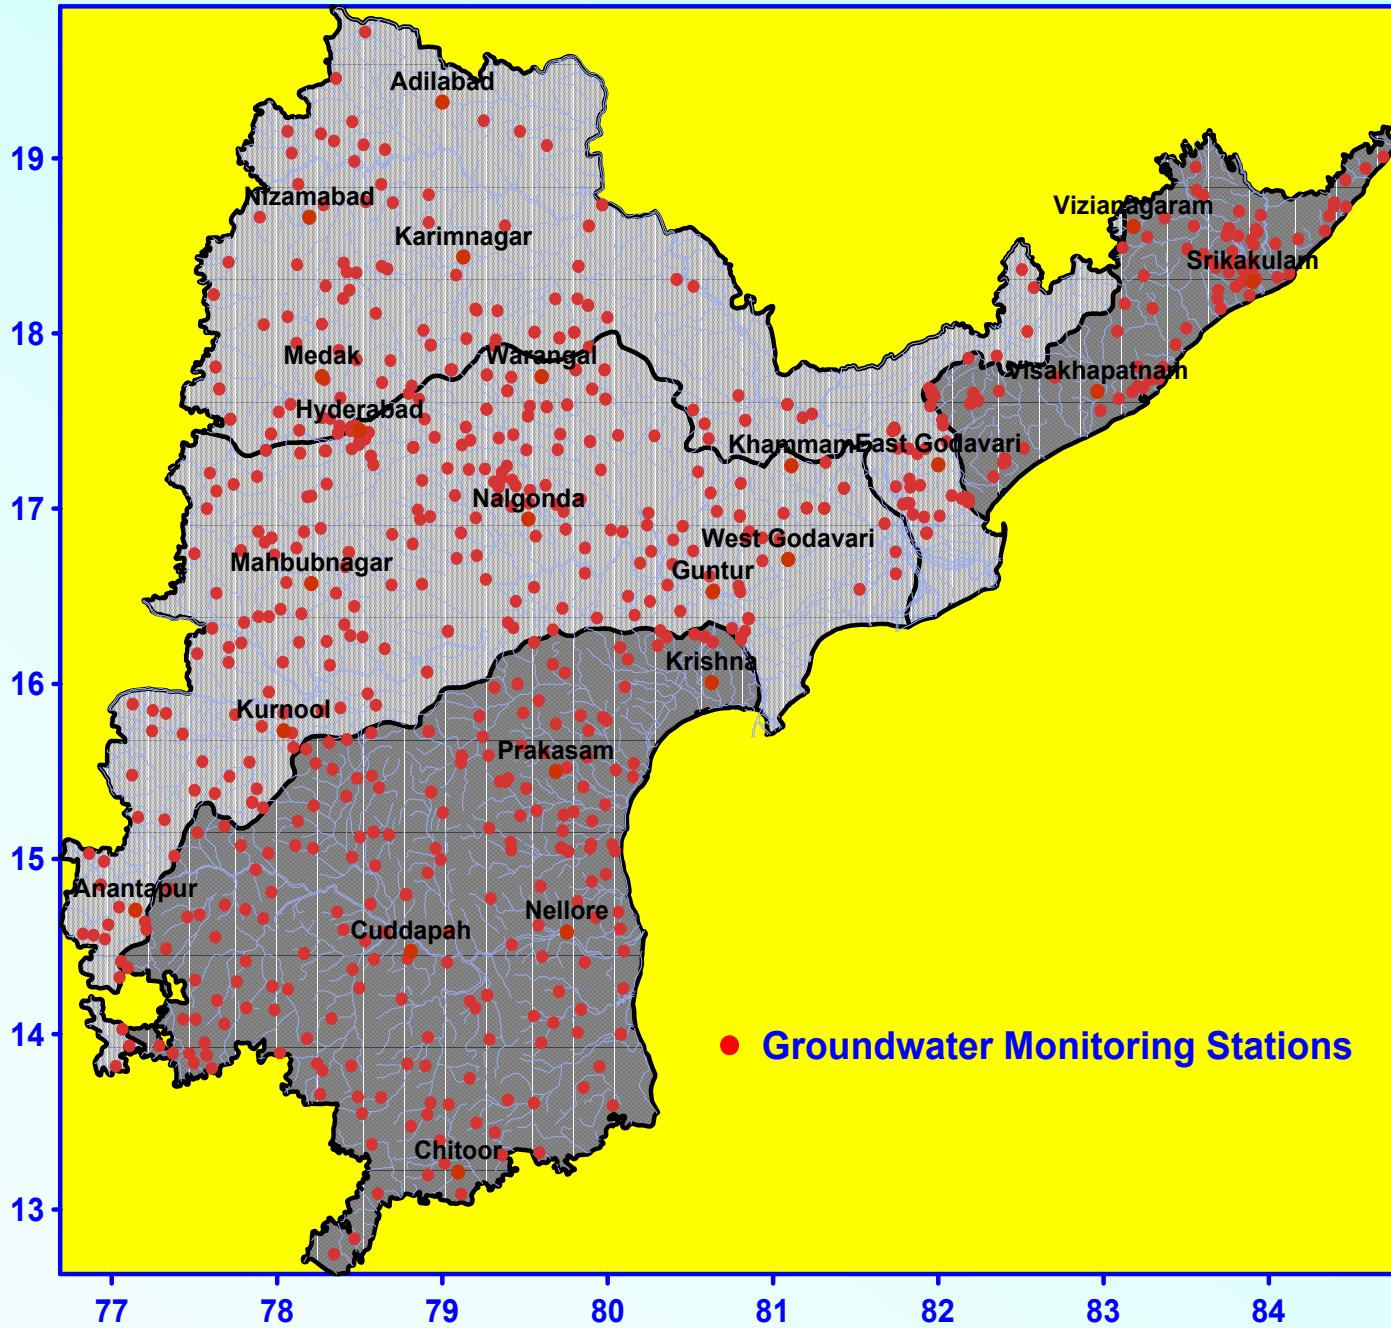 Adilabad
19
Nizamabad
Vizianagaram
Karimnagar
Srikakulam
18
Medak
Warangal
Visakhapatnam
Hyderabad
Khammam
East Godavari
17
Nalgonda
West Godavari
Mahbubnagar
Guntur
16
Krishna
Kurnool
Prakasam
15
Anantapur
Nellore
Cuddapah
14
Groundwater Monitoring Stations
Chitoor
13
77 78 79 80 81 82 83 84